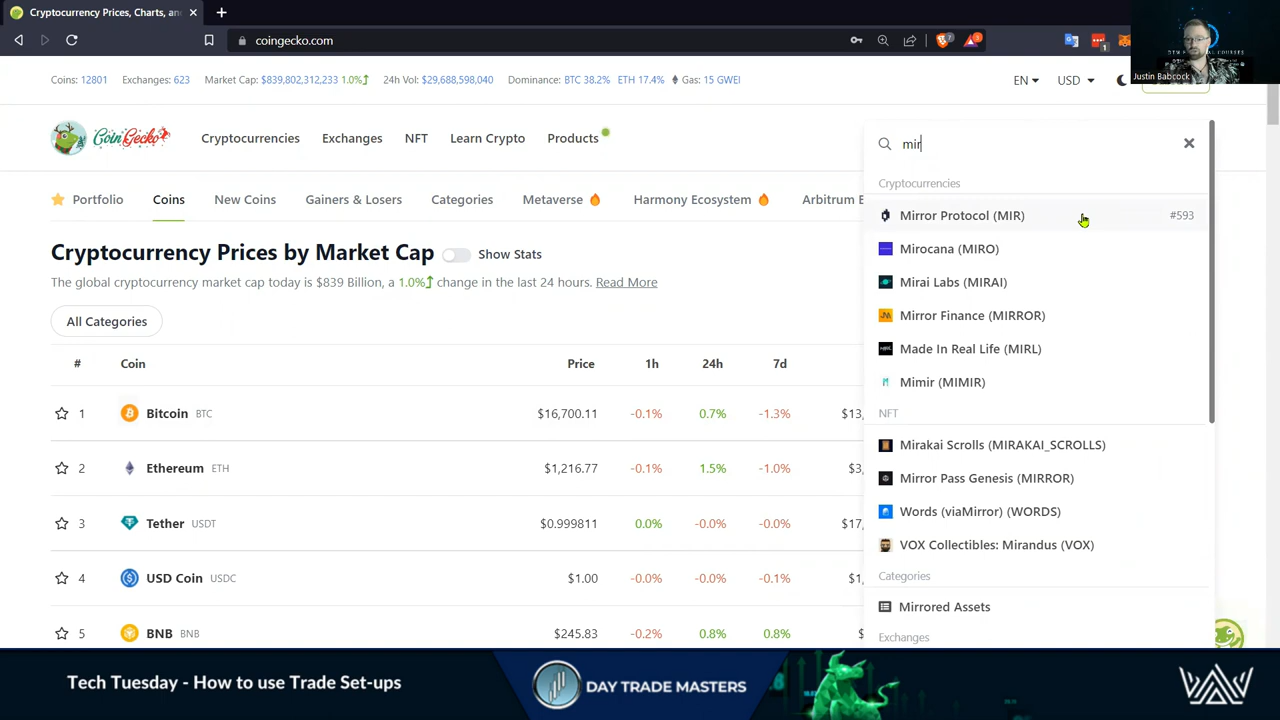 Cryptocurrency Prices, Charts, an
coingecko.com
1
3
Justin Babcock
Coins: 12801 Exchanges: 623 Market Cap: $839,802,312,233 1.0% 24h Vol: $29,688,598,040 Dominance: BTC 38.2% ETH 17.4% Gas: 15 GWEI EN USD
CoinGecko Cryptocurrencies Exchanges NFT Learn Crypto Products
mir
Cryptocurrencies
Mirror Protocol (MIR) #593
Mirocana (MIRO)
Mirai Labs (MIRAI)
Mirror Finance (MIRROR)
Made In Real Life (MIRL)
Mimir (MIMIR)
NFT
Mirakai Scrolls (MIRAKAI_SCROLLS)
Mirror Pass Genesis (MIRROR)
Words (viaMirror) (WORDS)
VOX Collectibles: Mirandus (VOX)
Categories
Mirrored Assets
Exchanges
Portfolio Coins New Coins Gainers & Losers Categories Metaverse Harmony Ecosystem Arbitrum E
Cryptocurrency Prices by Market Cap Show Stats
The global cryptocurrency market cap today is $839 Billion, a 1.0% change in the last 24 hours. Read More
All Categories
# Coin Price 1h 24h 7d
1 Bitcoin BTC $16,700.11 -0.1% 0.7% -1.3% $13,
2 Ethereum ETH $1,216.77 -0.1% 1.5% -1.0% $3,
3 Tether USDT $0.999811 0.0% -0.0% -0.0% $17,
4 USD Coin USDC $1.00 -0.0% -0.0% -0.1% $1,
5 BNB BNB $245.83 -0.2% 0.8% 0.8%
Tech Tuesday - How to use Trade Set-ups
DAY TRADE MASTERS